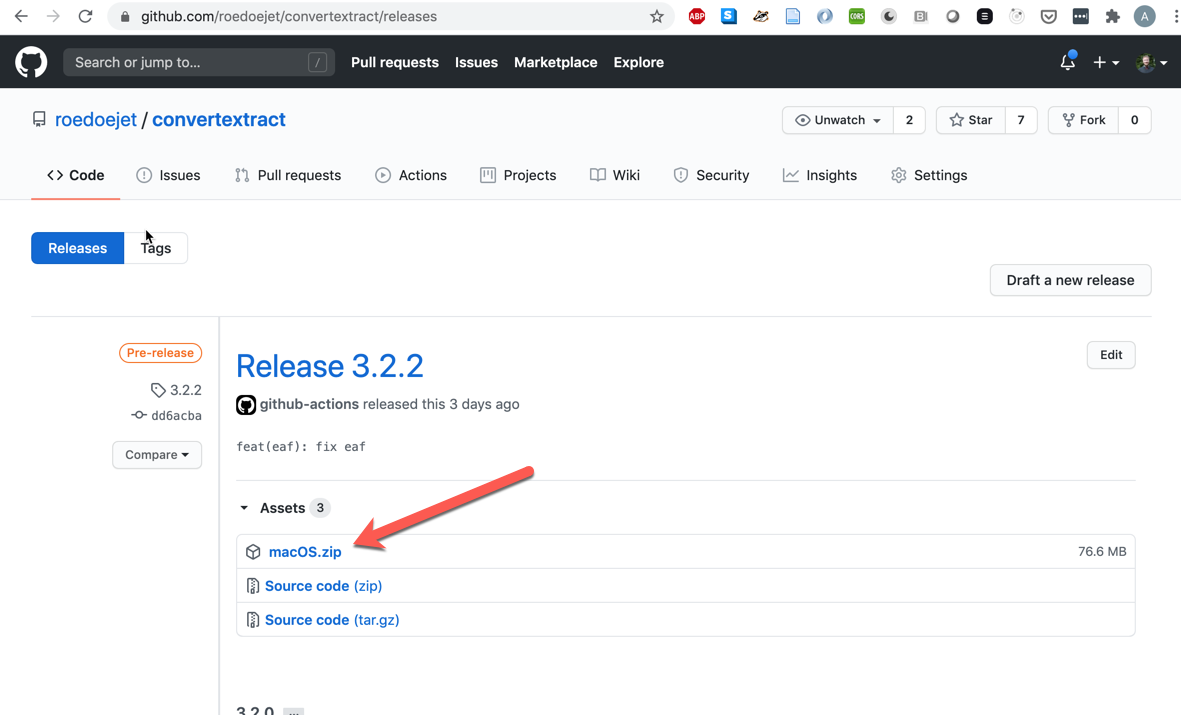 github.com/roedoejet/convertextract/releases
ABP S CORS B A
Search or jump to... / Pull requests Issues Marketplace Explore
roedoejet / convertextract Unwatch 2 Star 7 Fork 0
<> Code Issues Pull requests Actions Projects Wiki Security Insights Settings
Releases Tags
Draft a new release
Pre-release
3.2.2
dd6acba
Compare
Release 3.2.2
Edit
github-actions released this 3 days ago
feat(eaf): fix eaf
Assets 3
macOS.zip 76.6 MB
Source code (zip)
Source code (tar.gz)
3.2.0 ...